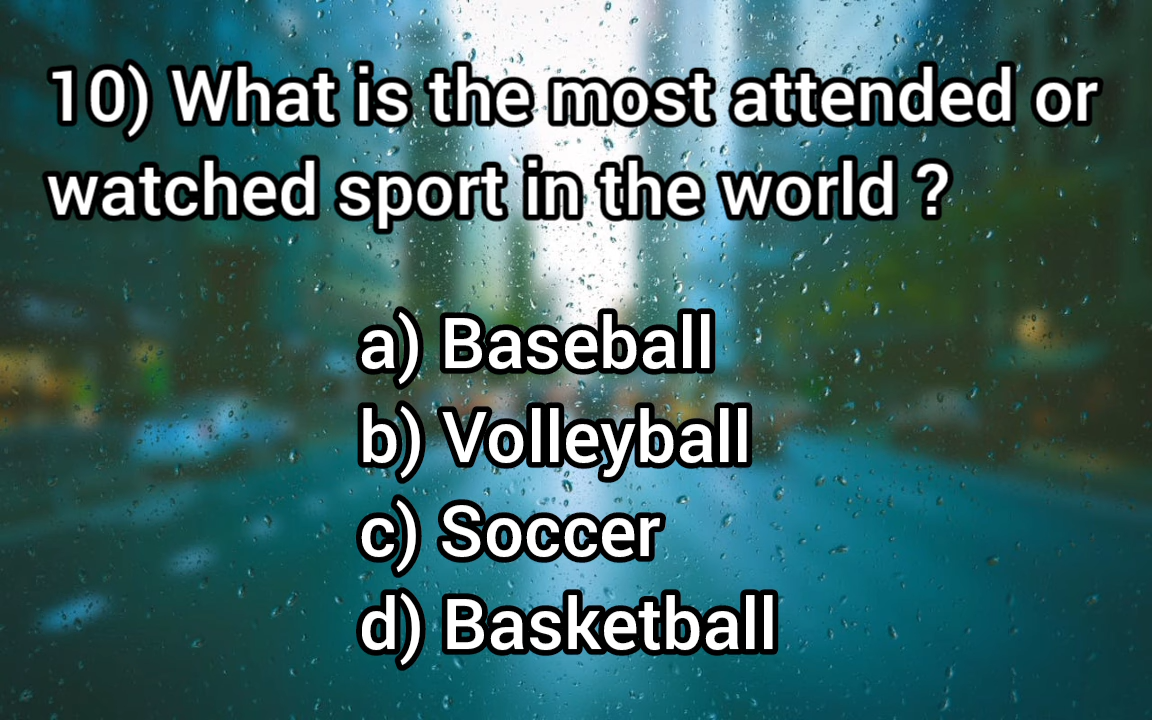 10) What is the most attended or
watched sport in the world ?
a) Baseball
b) Volleyball
c) Soccer
d) Basketball